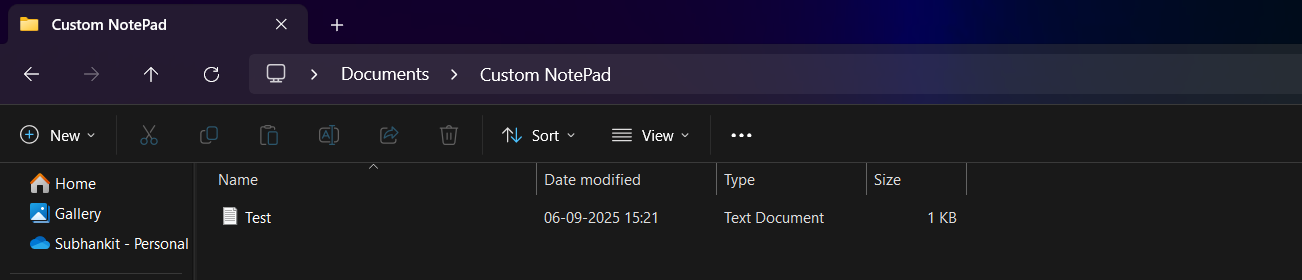 Custom NotePad
Documents > Custom NotePad
New Sort View
Name Date modified Type Size
Home
Gallery
Subhankit - Personal
Test 06-09-2025 15:21 Text Document 1 KB